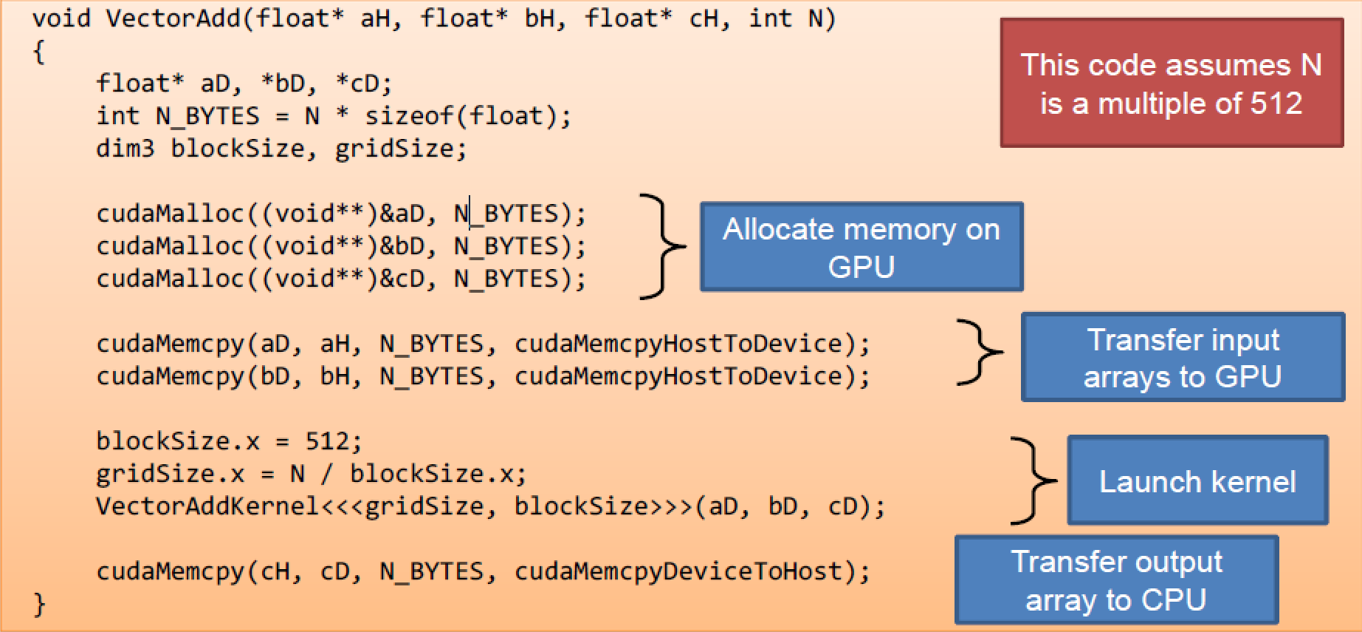 void VectorAdd(float* aH, float* bH, float* cH, int N)
{
float* aD, *bD, *cD;
int N_BYTES = N * sizeof(float);
dim3 blockSize, gridSize;
This code assumes N
is a multiple of 512
cudaMalloc((void**)&aD, N_BYTES);
cudaMalloc((void**)&bD, N_BYTES);
cudaMalloc((void**)&cD, N_BYTES);
Allocate memory on
GPU
cudaMemcpy(aD, aH, N_BYTES, cudaMemcpyHostToDevice);
cudaMemcpy(bD, bH, N_BYTES, cudaMemcpyHostToDevice);
Transfer input
arrays to GPU
blockSize.x = 512;
gridSize.x = N / blockSize.x;
VectorAddKernel<<<gridSize, blockSize>>>(aD, bD, cD);
Launch kernel
cudaMemcpy(cH, cD, N_BYTES, cudaMemcpyDeviceToHost);
Transfer output
array to CPU
}